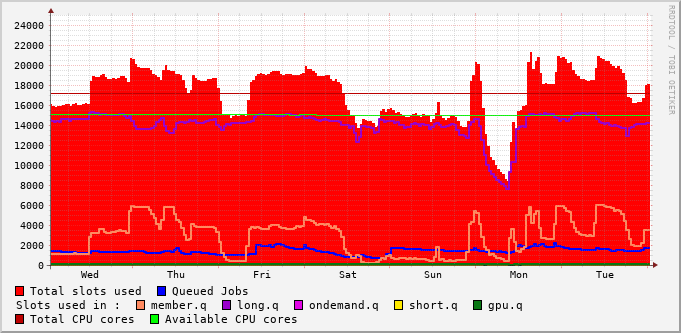 24000
22000
20000
18000
16000
14000
12000
10000
8000
6000
4000
2000
0
Wed Thu Fri Sat Sun Mon Tue
RRDTOOL / TOBI OETIKER
Total slots used Queued Jobs
Slots used in : member.q long.q ondemand.q short.q gpu.q
Total CPU cores Available CPU cores